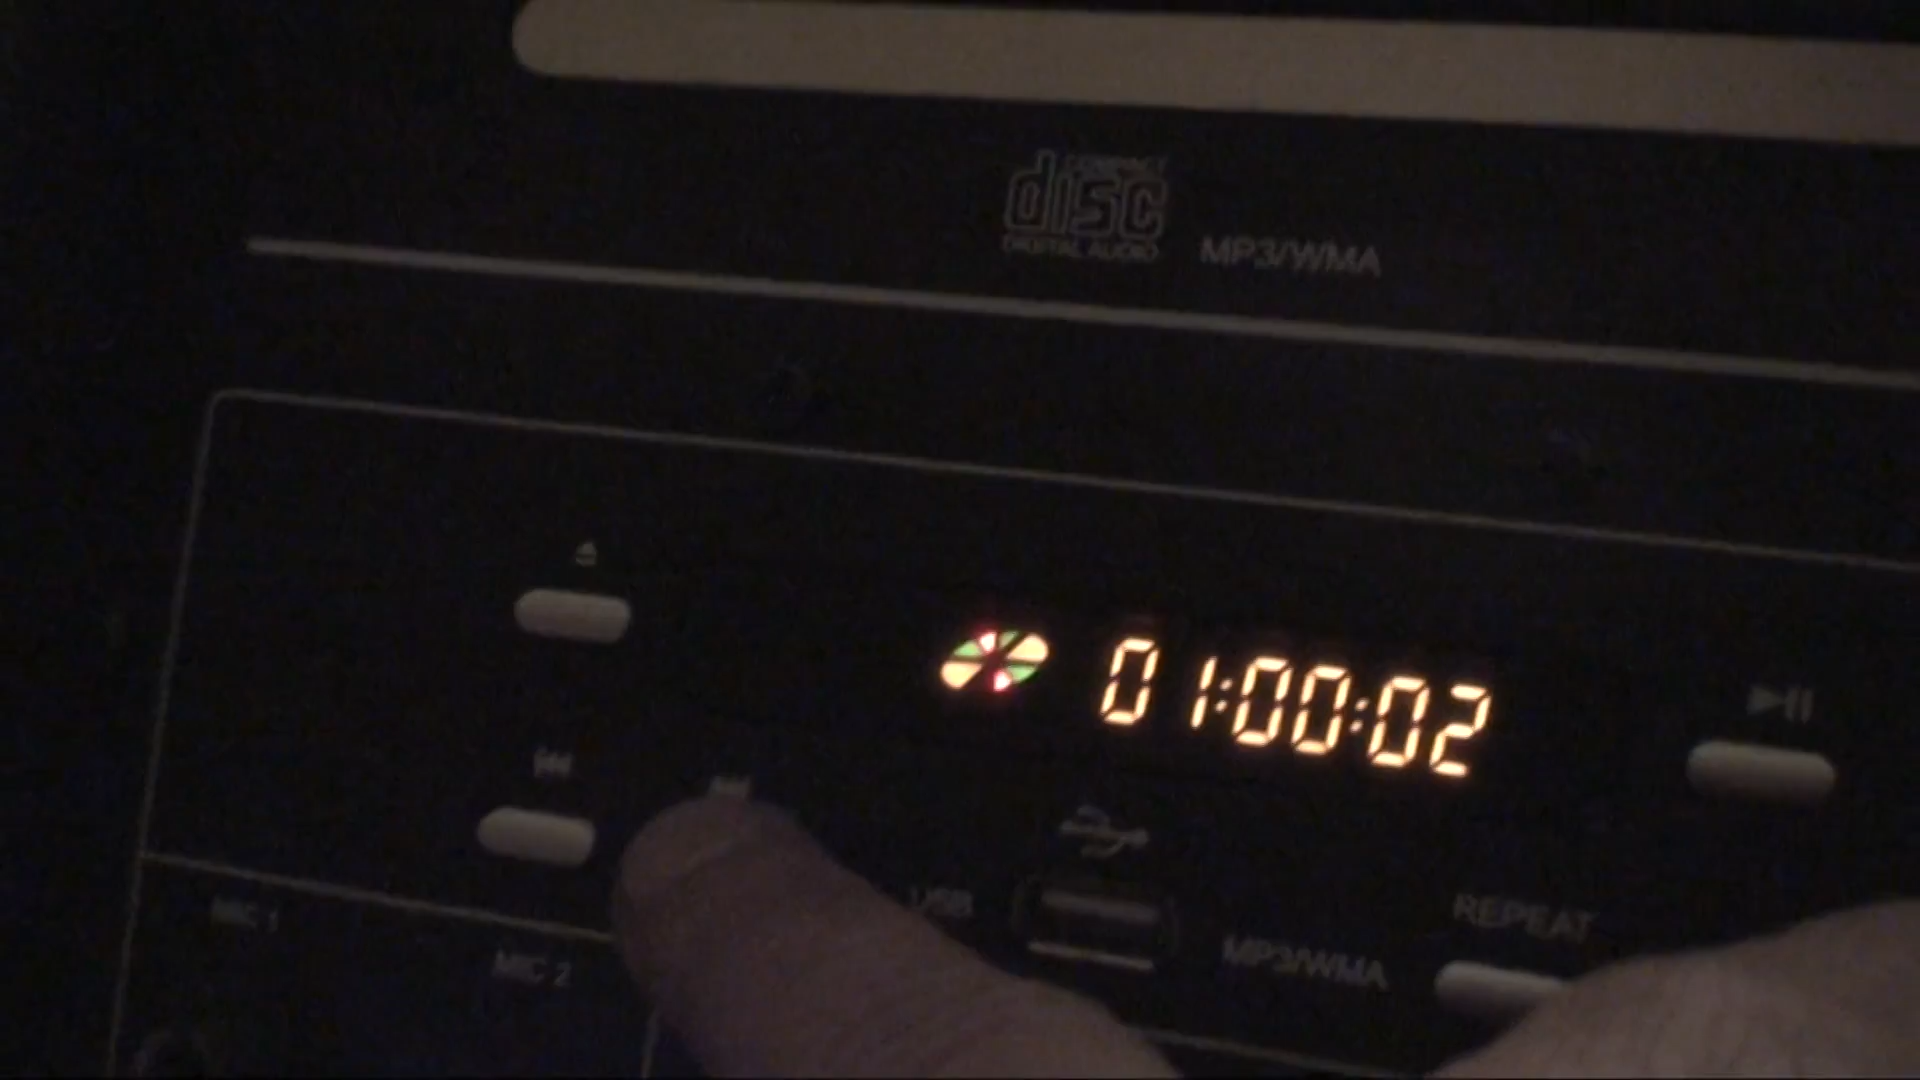 COMPACT
disc
DIGITAL AUDIO
MP3/WMA
01:00:02
USB
REPEAT
MP3/WMA
MIC 1
MIC 2